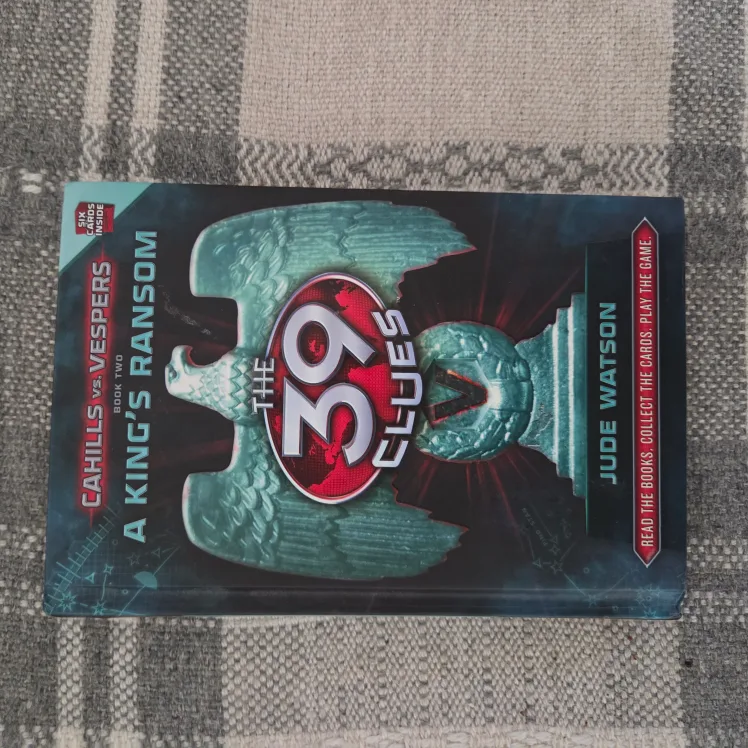 SIX
CARDS
INSIDE
CAHILLS vs. VESPERS
BOOK TWO
A KING'S RANSOM
THE
39
CLUES
V
JUDE WATSON
READ THE BOOKS. COLLECT THE CARDS. PLAY THE GAME.